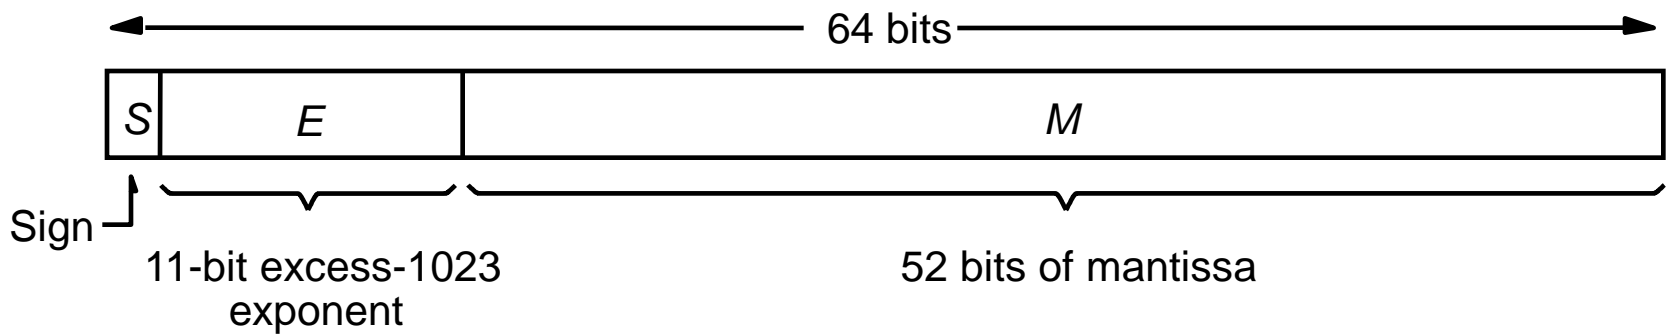 64 bits
S
E
M
Sign
11-bit excess-1023
exponent
52 bits of mantissa